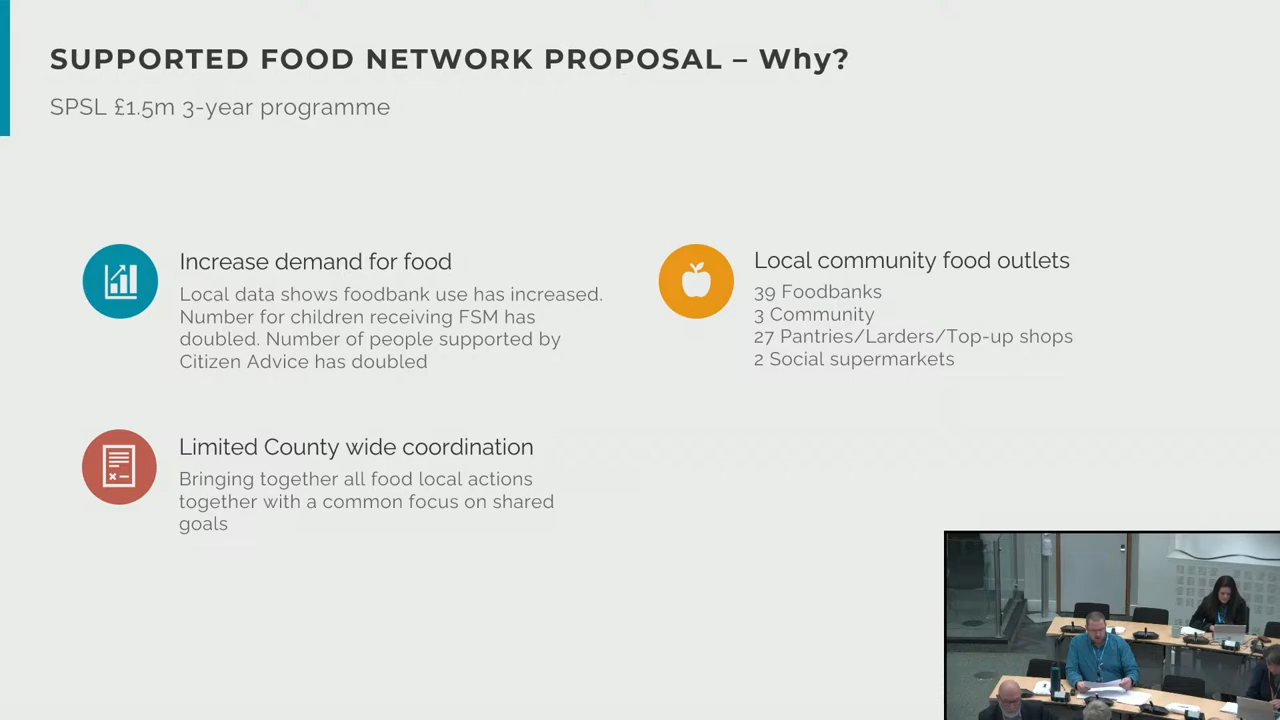 SUPPORTED FOOD NETWORK PROPOSAL – Why?
SPSL £1.5m 3-year programme
Increase demand for food
Local data shows foodbank use has increased.
Number for children receiving FSM has
doubled. Number of people supported by
Citizen Advice has doubled
Local community food outlets
39 Foodbanks
3 Community
27 Pantries/Larders/Top-up shops
2 Social supermarkets
Limited County wide coordination
Bringing together all food local actions
together with a common focus on shared
goals